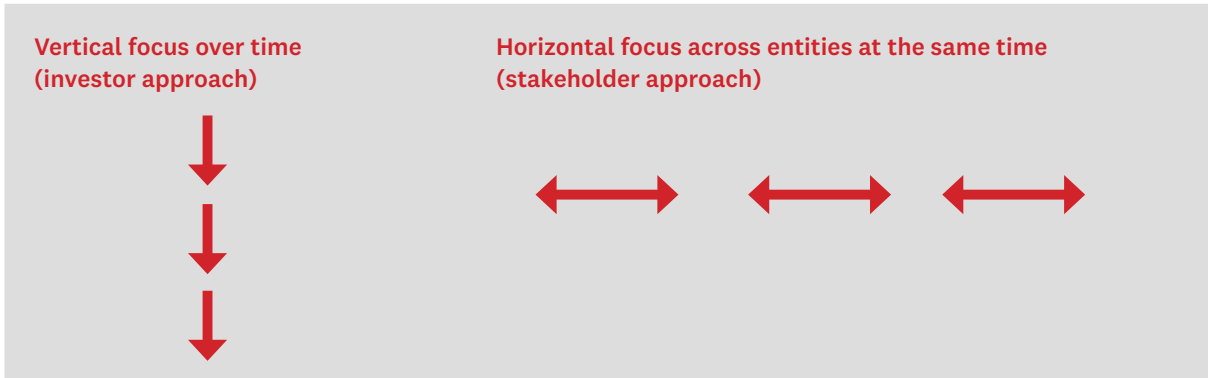 Vertical focus over time
(investor approach)
Horizontal focus across entities at the same time
(stakeholder approach)